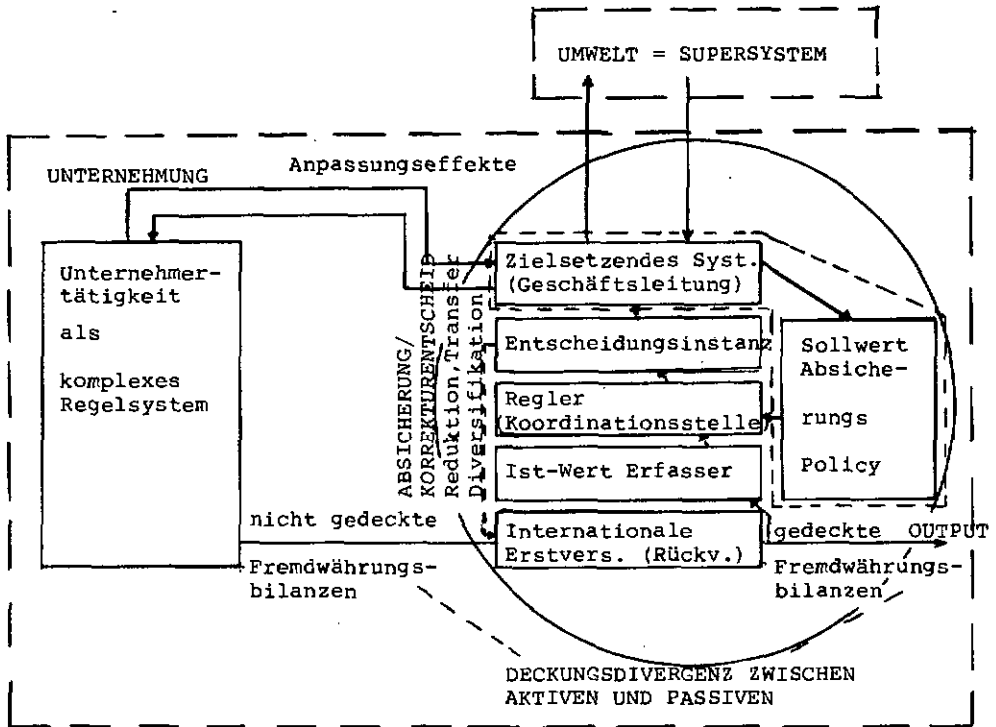 UMWELT = SUPERSYSTEM
Anpassungseffekte
UNTERNEHMUNG
Unternehmer-
tätigkeit
als
komplexes
Regelsystem
ABSICHERUNG/
KORREKTURENTSCHEID
Reduktion,Transfer
Diversifikation
Zielsetzendes Syst.
(Geschäftsleitung)
Entscheidungsinstanz
Regler
(Koordinationsstelle)
Ist-Wert Erfasser
Internationale
Erstvers. (Rückv.)
Sollwert
Absiche-
rungs
Policy
nicht gedeckte
Fremdwährungs-
bilanzen
gedeckte
OUTPUT
Fremdwährungs-
bilanzen
DECKUNGSDIVERGENZ ZWISCHEN
AKTIVEN UND PASSIVEN